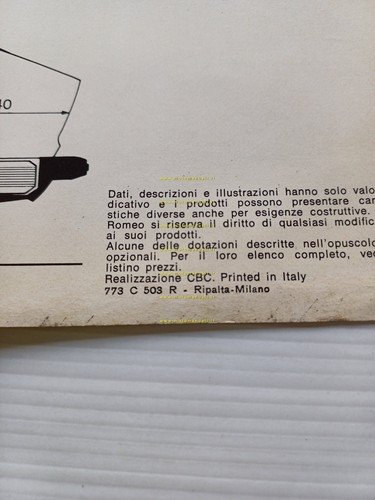 40
Dati, descrizioni e illustrazioni hanno solo valo
dicativo e i prodotti possono presentare car
stiche diverse anche per esigenze costruttive.
Romeo si riserva il diritto di qualsiasi modific
ai suoi prodotti.
Alcune delle dotazioni descritte nell'opuscolo
opzionali. Per il loro elenco completo, ved
listino prezzi.
Realizzazione CBC. Printed in Italy
773 C 503 R - Ripalta-Milano